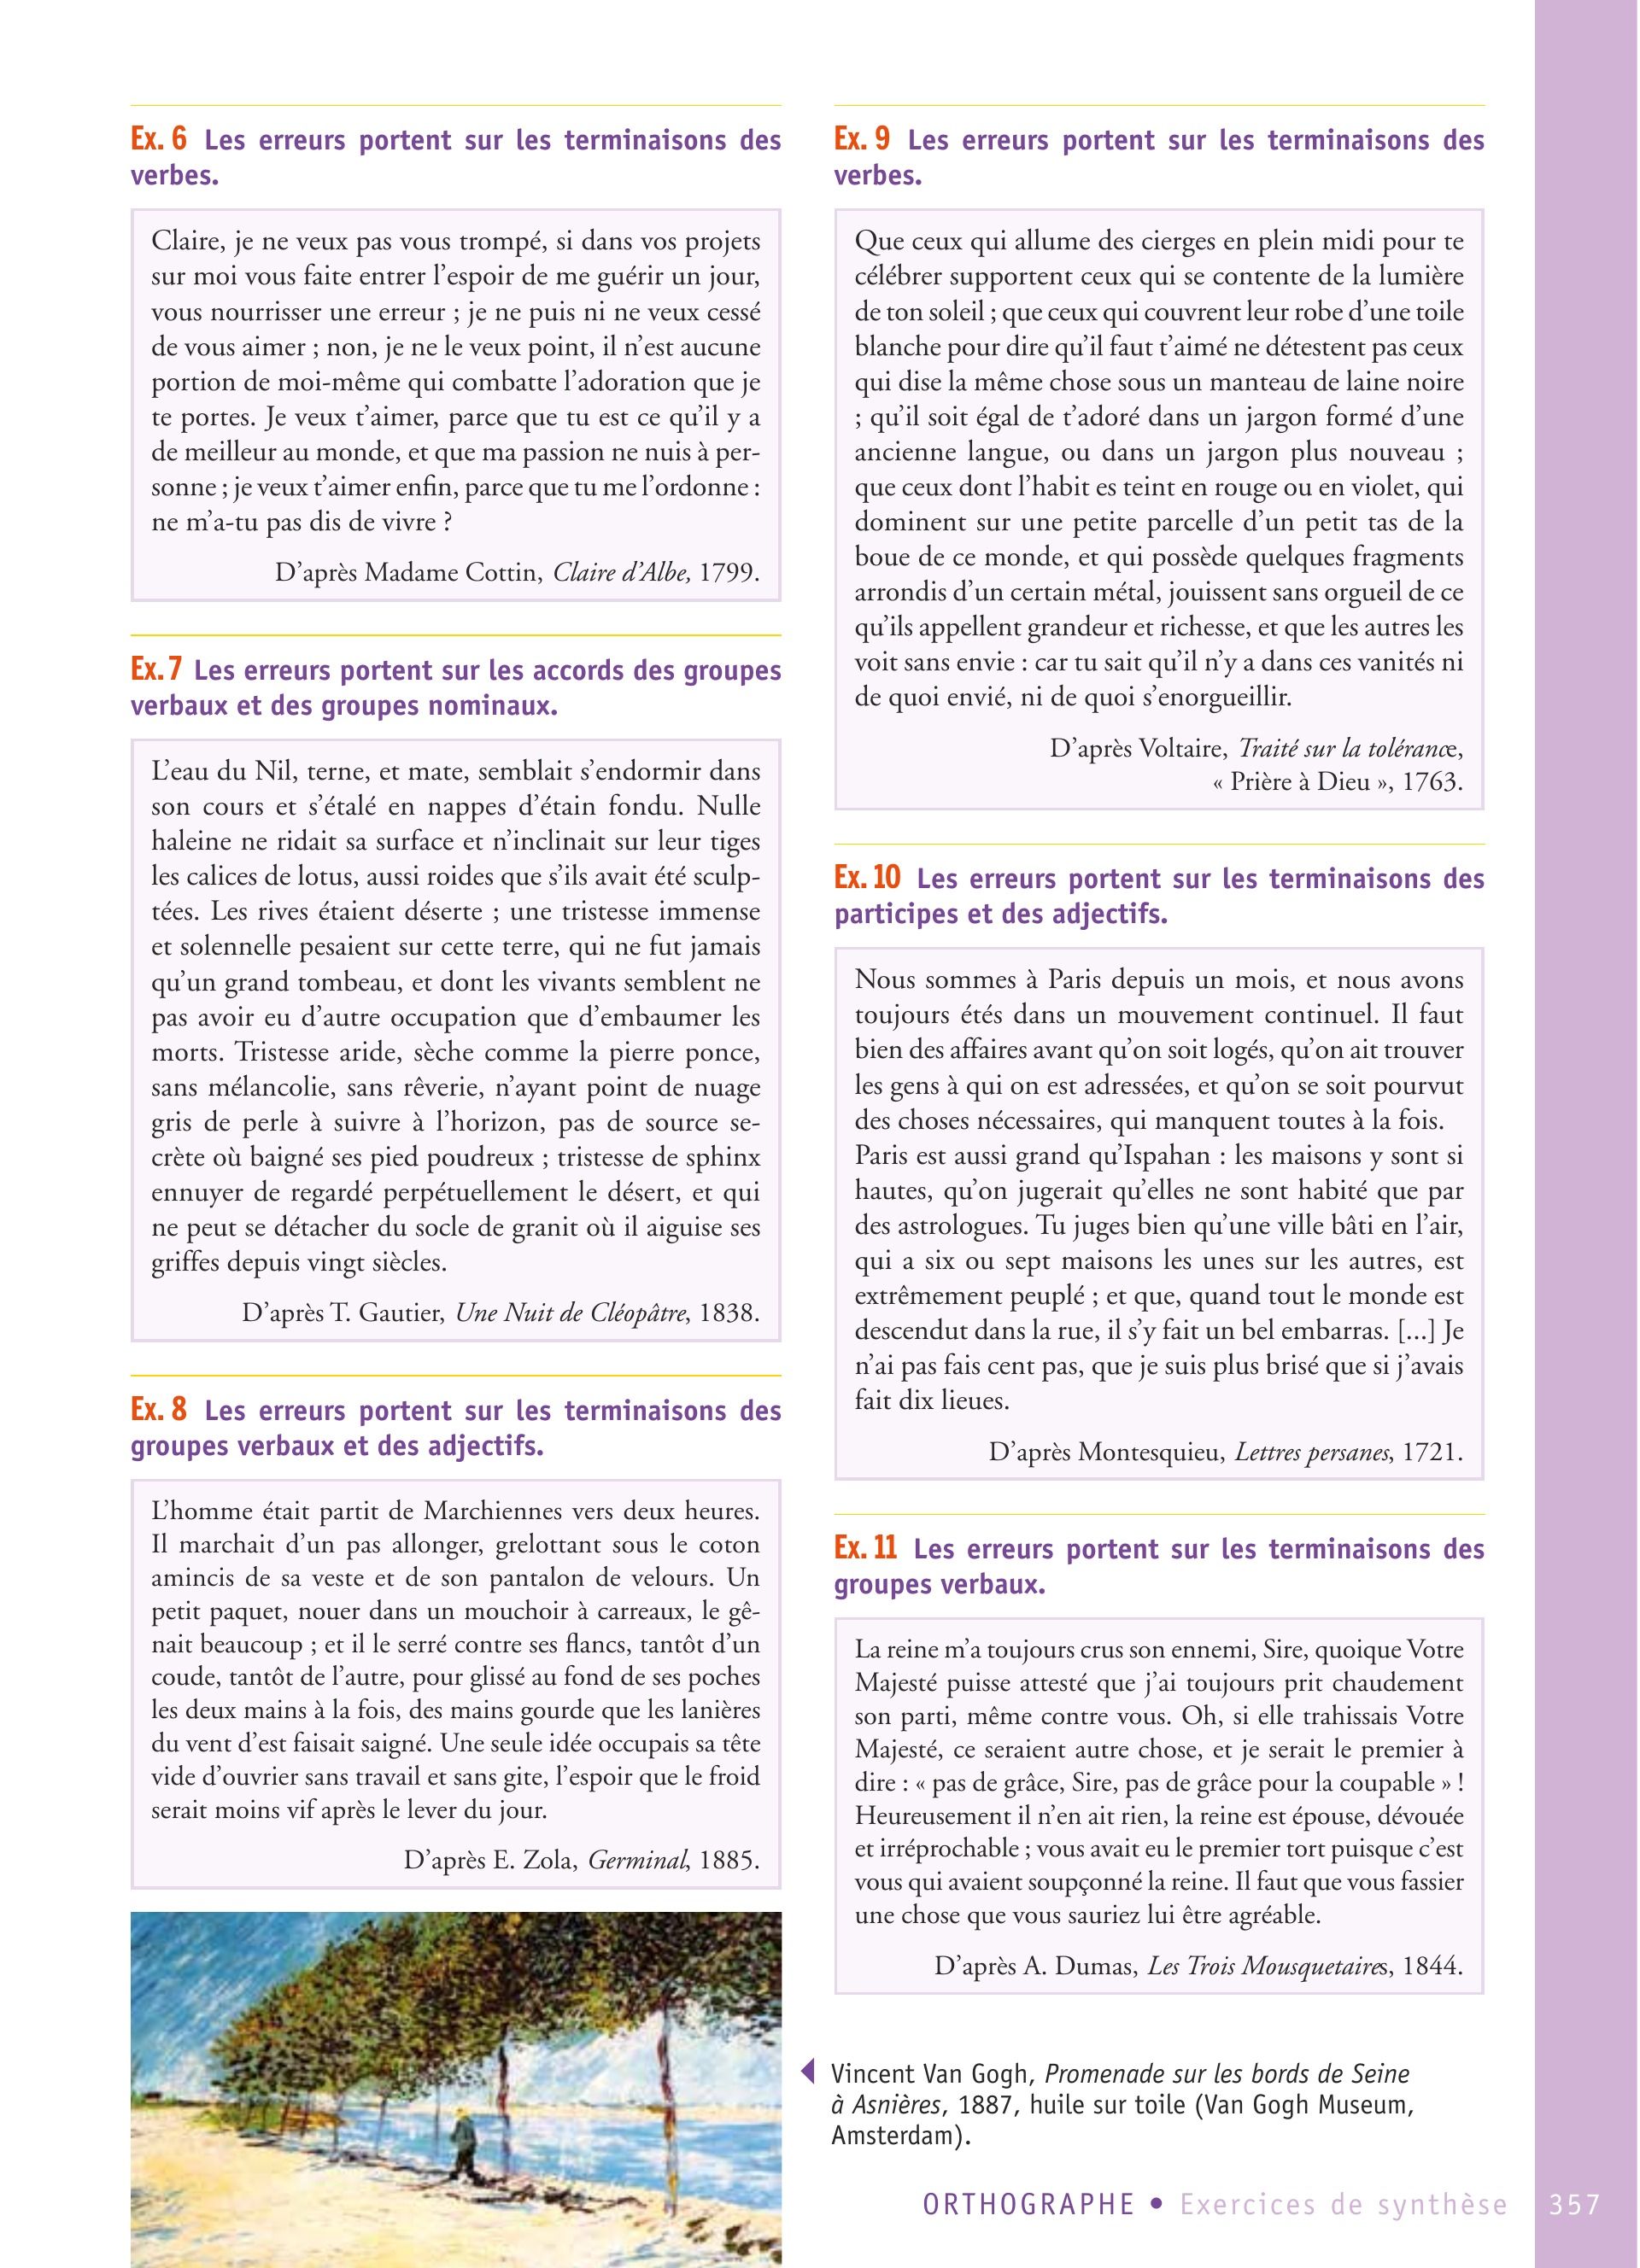 Ex. 6 Les erreurs portent sur les terminaisons des
verbes.
Claire, je ne veux pas vous trompé, si dans vos projets
sur moi vous faite entrer l’espoir de me guérir un jour,
vous nourrisser une erreur ; je ne puis ni ne veux cessé
de vous aimer ; non, je ne le veux point, il n’est aucune
portion de moi-même qui combatte l’adoration que je
te portes. Je veux t’aimer, parce que tu est ce qu’il y a
de meilleur au monde, et que ma passion ne nuis à per-
sonne ; je veux t’aimer enfin, parce que tu me l’ordonne :
ne m’a-tu pas dis de vivre ?
D’après Madame Cottin, Claire d’Albe, 1799.
Ex. 7 Les erreurs portent sur les accords des groupes
verbaux et des groupes nominaux.
L’eau du Nil, terne, et mate, semblait s’endormir dans
son cours et s’étalé en nappes d’étain fondu. Nulle
haleine ne ridait sa surface et n’inclinait sur leur tiges
les calices de lotus, aussi roides que s’ils avait été sculp-
tées. Les rives étaient déserte ; une tristesse immense
et solennelle pesaient sur cette terre, qui ne fut jamais
qu’un grand tombeau, et dont les vivants semblent ne
pas avoir eu d’autre occupation que d’embaumer les
morts. Tristesse aride, sèche comme la pierre ponce,
sans mélancolie, sans rêverie, n’ayant point de nuage
gris de perle à suivre à l’horizon, pas de source se-
crète où baigné ses pied poudreux ; tristesse de sphinx
ennuyer de regardé perpétuellement le désert, et qui
ne peut se détacher du socle de granit où il aiguise ses
griffes depuis vingt siècles.
D’après T. Gautier, Une Nuit de Cléopâtre, 1838.
Ex. 8 Les erreurs portent sur les terminaisons des
groupes verbaux et des adjectifs.
L’homme était partit de Marchiennes vers deux heures.
Il marchait d’un pas allonger, grelottant sous le coton
amincis de sa veste et de son pantalon de velours. Un
petit paquet, nouer dans un mouchoir à carreaux, le gê-
nait beaucoup ; et il le serré contre ses flancs, tantôt d’un
coude, tantôt de l’autre, pour glissé au fond de ses poches
les deux mains à la fois, des mains gourde que les lanières
du vent d’est faisait saigné. Une seule idée occupais sa tête
vide d’ouvrier sans travail et sans gite, l’espoir que le froid
serait moins vif après le lever du jour.
D’après E. Zola, Germinal, 1885.
Ex. 9 Les erreurs portent sur les terminaisons des
verbes.
Que ceux qui allume des cierges en plein midi pour te
célébrer supportent ceux qui se contente de la lumière
de ton soleil ; que ceux qui couvrent leur robe d’une toile
blanche pour dire qu’il faut t’aimé ne détestent pas ceux
qui dise la même chose sous un manteau de laine noire
; qu’il soit égal de t’adoré dans un jargon formé d’une
ancienne langue, ou dans un jargon plus nouveau ;
que ceux dont l’habit es teint en rouge ou en violet, qui
dominent sur une petite parcelle d’un petit tas de la
boue de ce monde, et qui possède quelques fragments
arrondis d’un certain métal, jouissent sans orgueil de ce
qu’ils appellent grandeur et richesse, et que les autres les
voit sans envie : car tu sait qu’il n’y a dans ces vanités ni
de quoi envié, ni de quoi s’enorgueillir.
D’après Voltaire, Traité sur la tolérance,
« Prière à Dieu », 1763.
Ex. 10 Les erreurs portent sur les terminaisons des
participes et des adjectifs.
Nous sommes à Paris depuis un mois, et nous avons
toujours étés dans un mouvement continuel. Il faut
bien des affaires avant qu’on soit logés, qu’on ait trouver
les gens à qui on est adressées, et qu’on se soit pourvut
des choses nécessaires, qui manquent toutes à la fois.
Paris est aussi grand qu’Ispahan : les maisons y sont si
hautes, qu’on jugerait qu’elles ne sont habité que par
des astrologues. Tu juges bien qu’une ville bâti en l’air,
qui a six ou sept maisons les unes sur les autres, est
extrêmement peuplé ; et que, quand tout le monde est
descendut dans la rue, il s’y fait un bel embarras. [...] Je
n’ai pas fais cent pas, que je suis plus brisé que si j’avais
fait dix lieues.
D’après Montesquieu, Lettres persanes, 1721.
Ex. 11 Les erreurs portent sur les terminaisons des
groupes verbaux.
La reine m’a toujours crus son ennemi, Sire, quoique Votre
Majesté puisse attesté que j’ai toujours prit chaudement
son parti, même contre vous. Oh, si elle trahissais Votre
Majesté, ce seraient autre chose, et je serait le premier à
dire : « pas de grâce, Sire, pas de grâce pour la coupable » !
Heureusement il n’en ait rien, la reine est épouse, dévouée
et irréprochable ; vous avait eu le premier tort puisque c’est
vous qui avaient soupçonné la reine. Il faut que vous fassier
une chose que vous sauriez lui être agréable.
D’après A. Dumas, Les Trois Mousquetaires, 1844.
Vincent Van Gogh, Promenade sur les bords de Seine
à Asnières, 1887, huile sur toile (Van Gogh Museum,
Amsterdam).
ORTHOGRAPHE • Exercices de synthèse 357